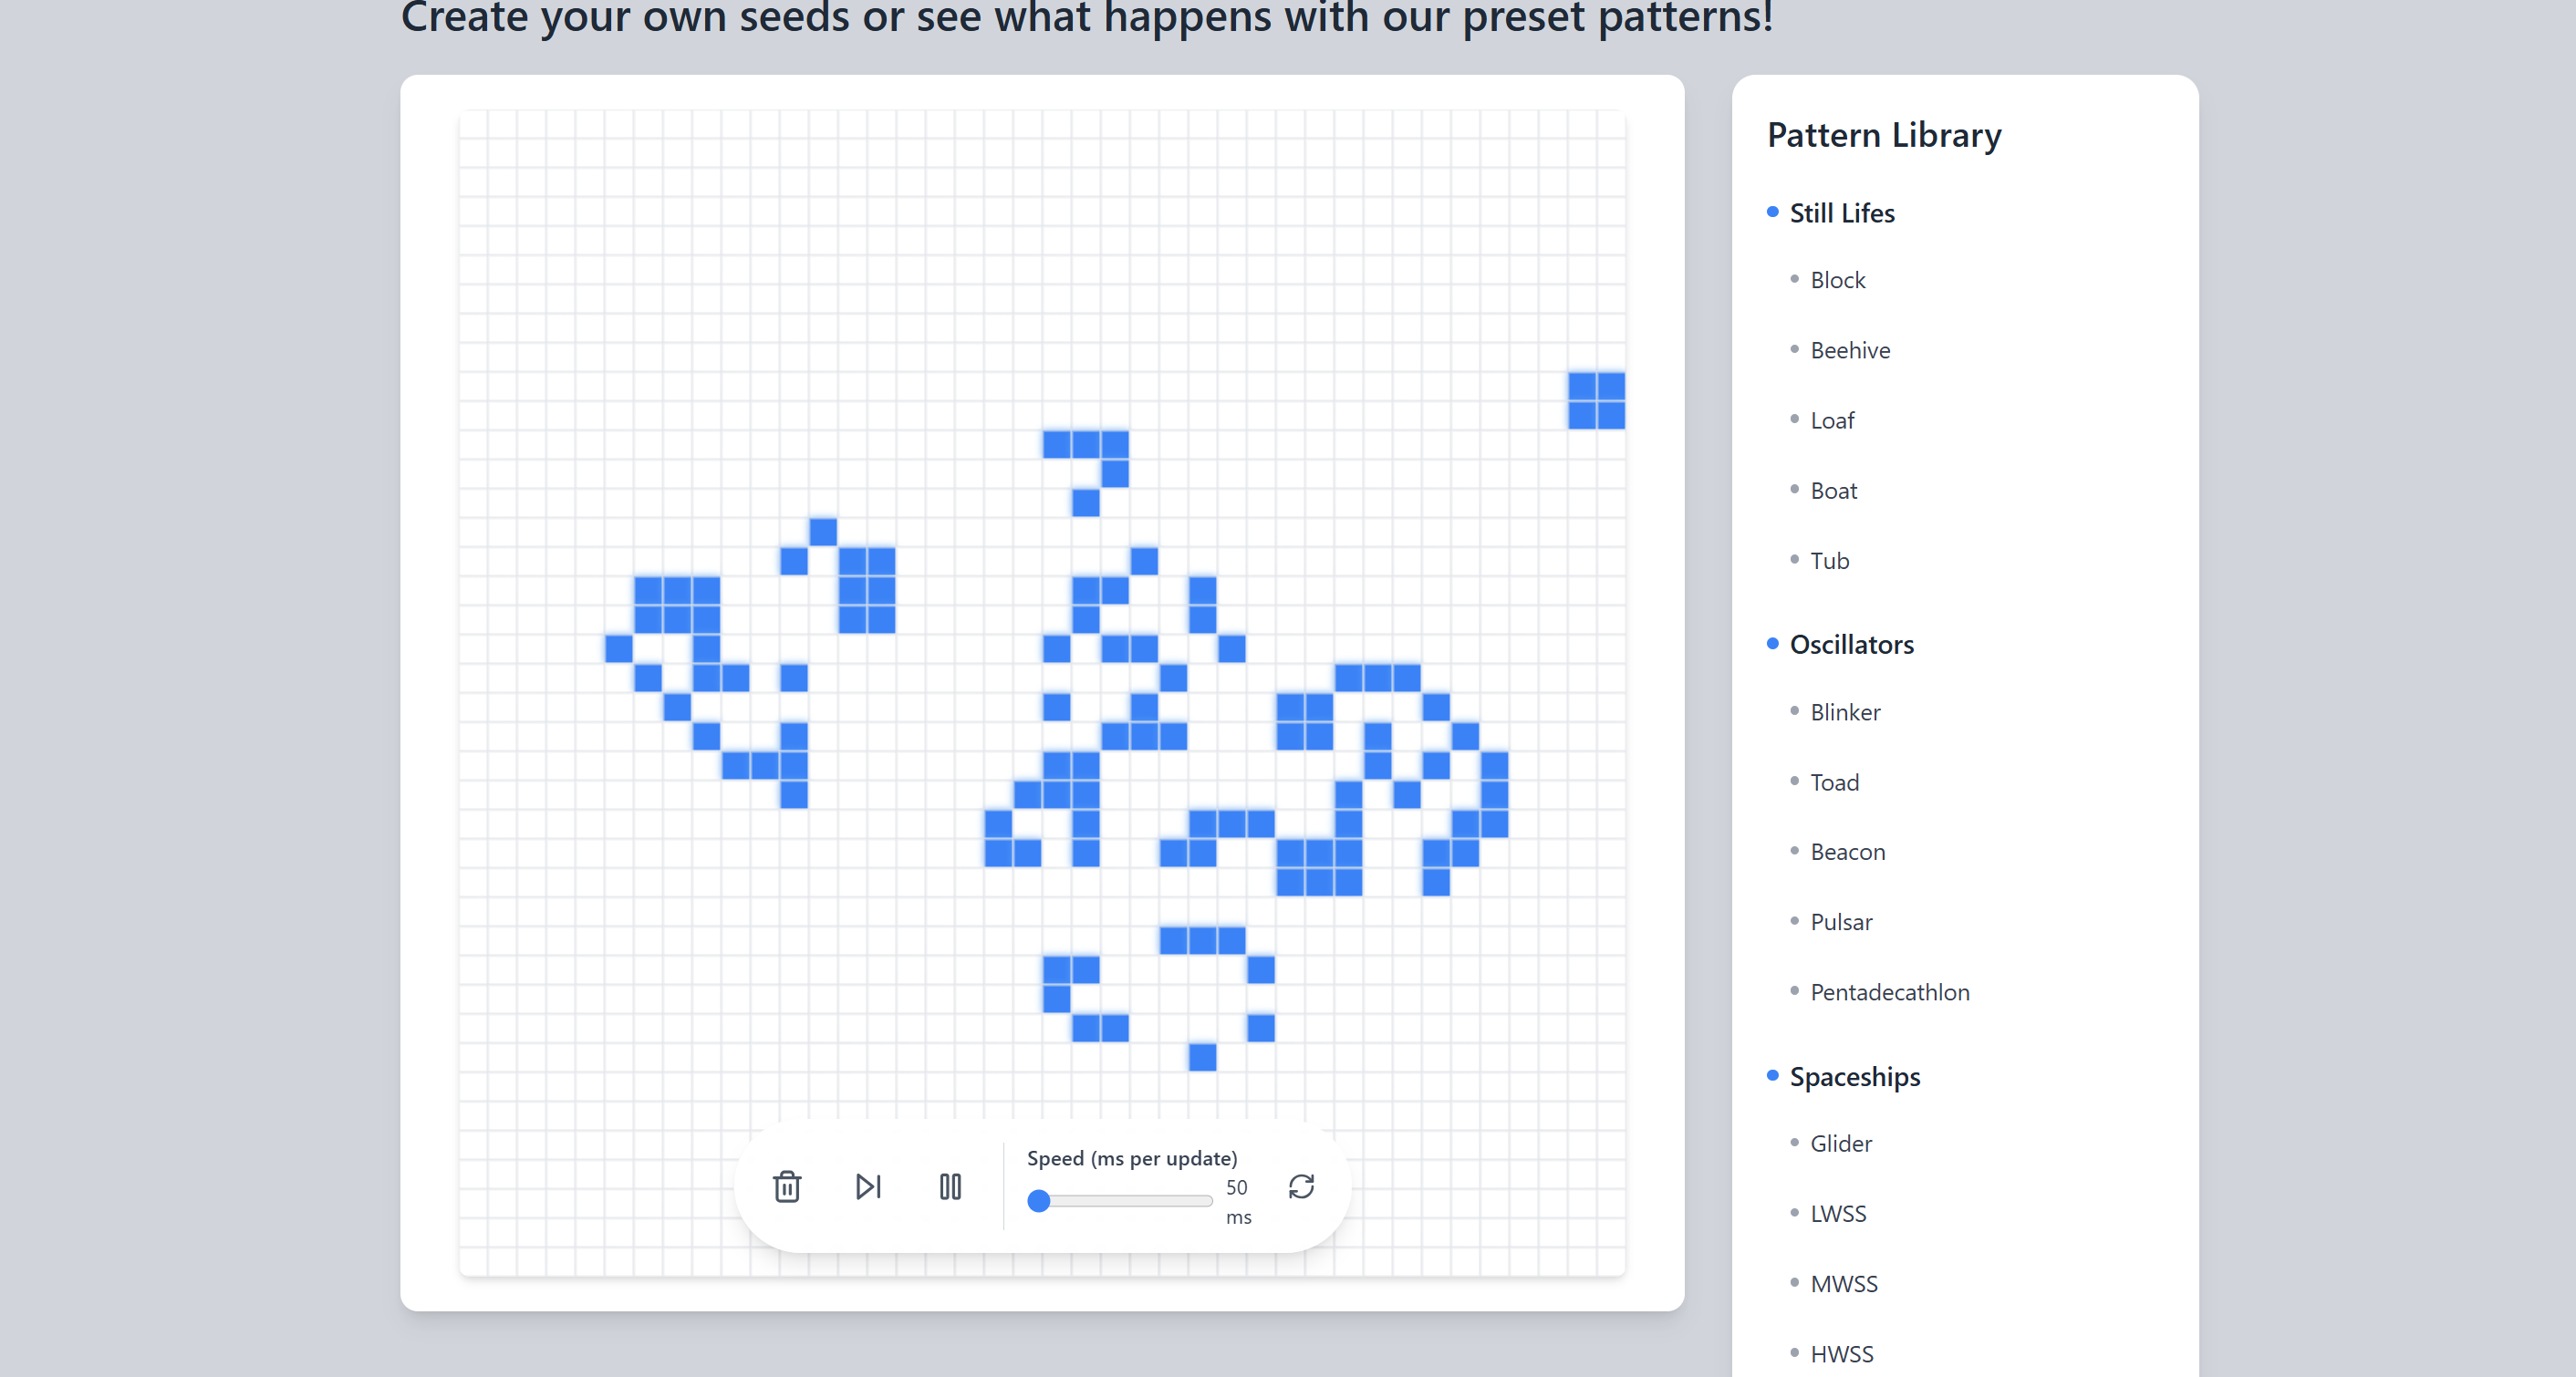 Create your own seeds or see what happens with our preset patterns!
Pattern Library
Still Lifes
Block
Beehive
Loaf
Boat
Tub
Oscillators
Blinker
Toad
Beacon
Pulsar
Pentadecathlon
Spaceships
Glider
LWSS
MWSS
HWSS
Speed (ms per update)
50
ms